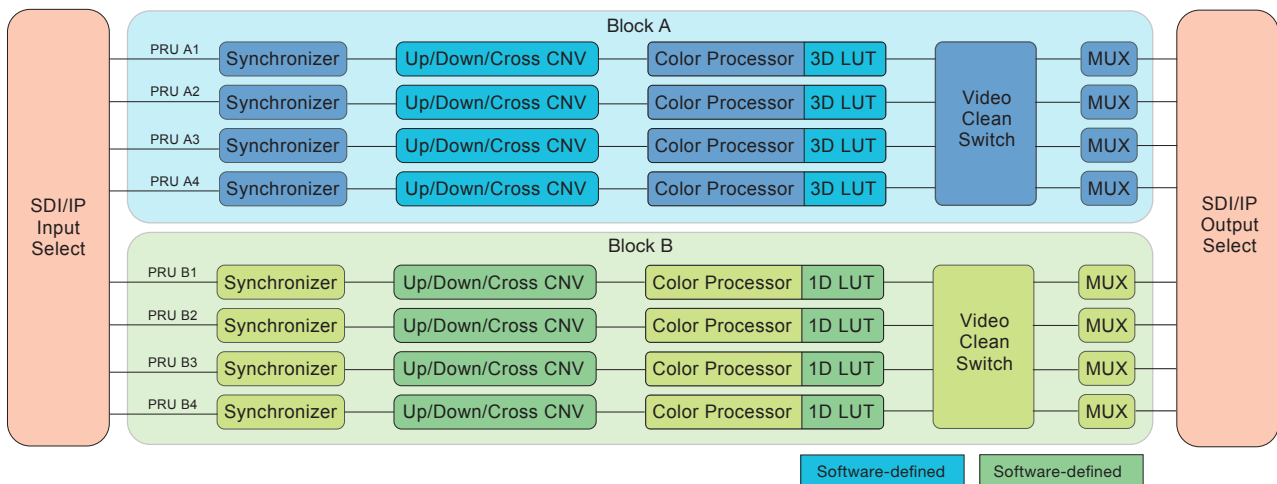 Block A
PRU A1
Synchronizer
Up/Down/Cross CNV
Color Processor
3D LUT
MUX
PRU A2
Synchronizer
Up/Down/Cross CNV
Color Processor
3D LUT
MUX
PRU A3
Synchronizer
Up/Down/Cross CNV
Color Processor
3D LUT
MUX
PRU A4
Synchronizer
Up/Down/Cross CNV
Color Processor
3D LUT
MUX
Video
Clean
Switch
SDI/IP
Input
Select
SDI/IP
Output
Select
Block B
PRU B1
Synchronizer
Up/Down/Cross CNV
Color Processor
1D LUT
MUX
PRU B2
Synchronizer
Up/Down/Cross CNV
Color Processor
1D LUT
MUX
PRU B3
Synchronizer
Up/Down/Cross CNV
Color Processor
1D LUT
MUX
PRU B4
Synchronizer
Up/Down/Cross CNV
Color Processor
1D LUT
MUX
Video
Clean
Switch
Software-defined
Software-defined